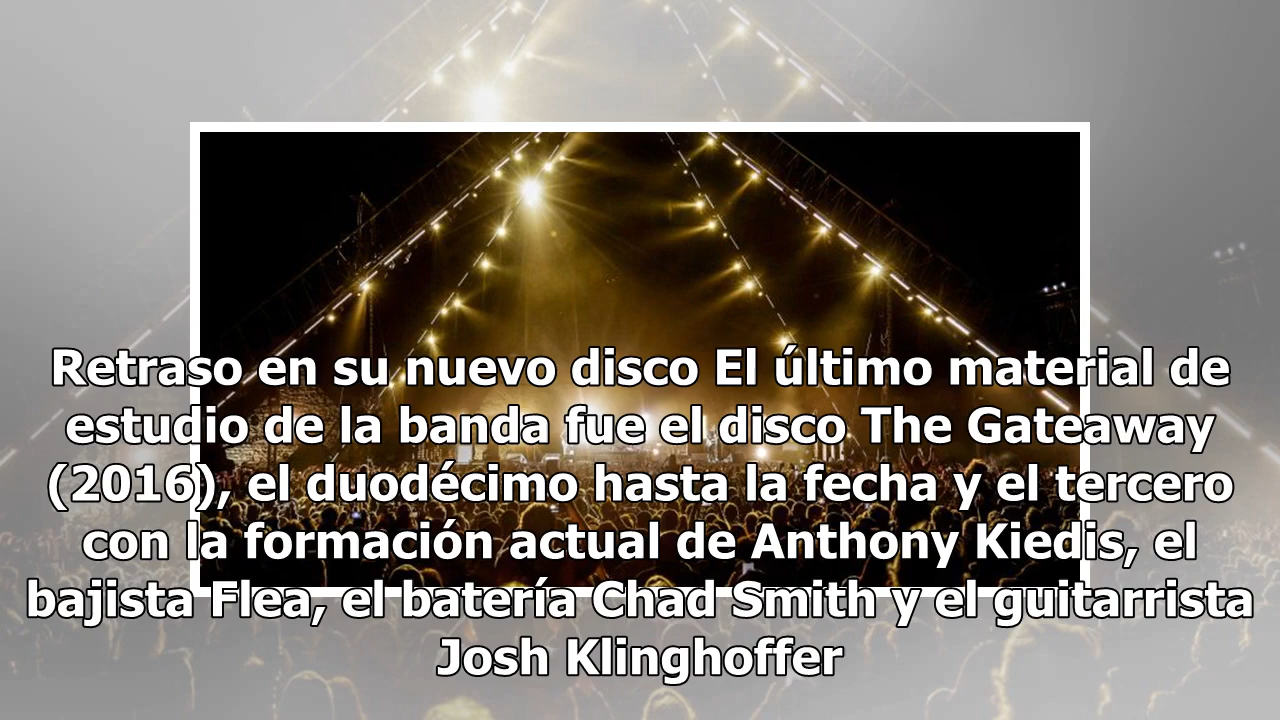 Retraso en su nuevo disco El último material de
estudio de la banda fue el disco The Gateaway
(2016), el duodécimo hasta la fecha y el tercero
con la formación actual de Anthony Kiedis, el
bajista Flea, el batería Chad Smith y el guitarrista
Josh Klinghoffer